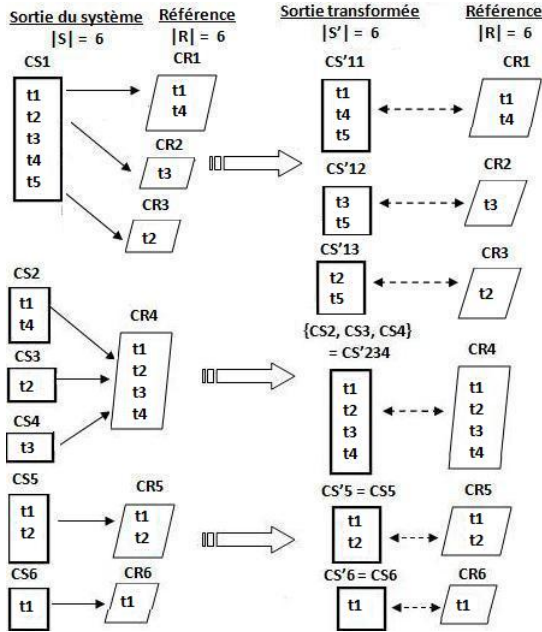 Sortie du système
|S| = 6
CS1
t1
t2
t3
t4
t5
Référence
|R| = 6
CR1
t1
t4
CR2
t3
CR3
t2
Sortie transformée
|S'| = 6
CS'11
t1
t4
t5
CS'12
t3
t5
CS'13
t2
t5
Référence
|R| = 6
CR1
t1
t4
CR2
t3
CR3
t2
CS2
t1
t4
CS3
t2
CS4
t3
CR4
t1
t2
t3
t4
{CS2, CS3, CS4}
= CS'234
t1
t2
t3
t4
CR4
t1
t2
t3
t4
CS5
t1
t2
CR5
t1
t2
CS'5 = CS5
t1
t2
CR5
t1
t2
CS6
t1
CR6
t1
CS'6 = CS6
t1
CR6
t1